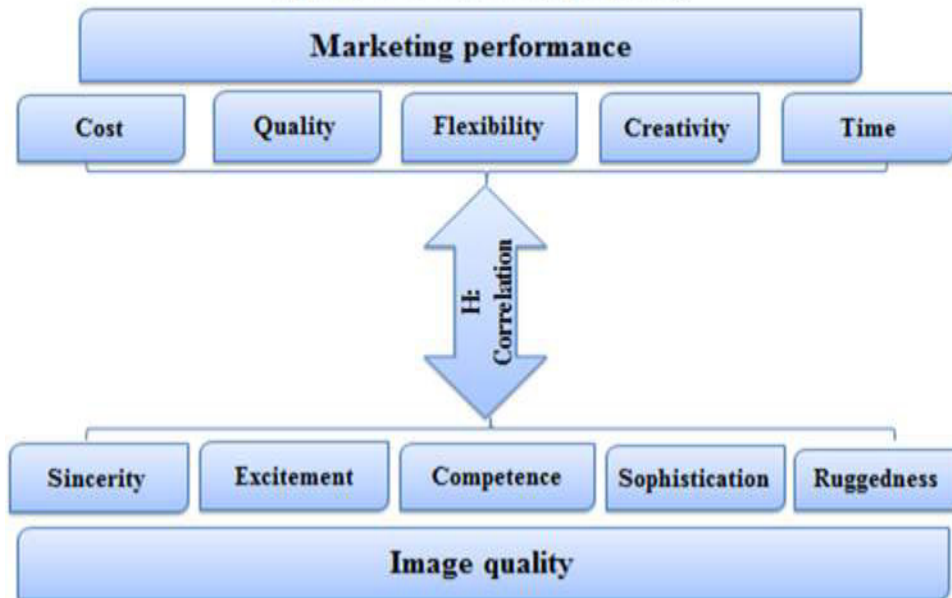 Marketing performance
Cost
Quality
Flexibility
Creativity
Time
H:
Correlation
Sincerity
Excitement
Competence
Sophistication
Ruggedness
Image quality